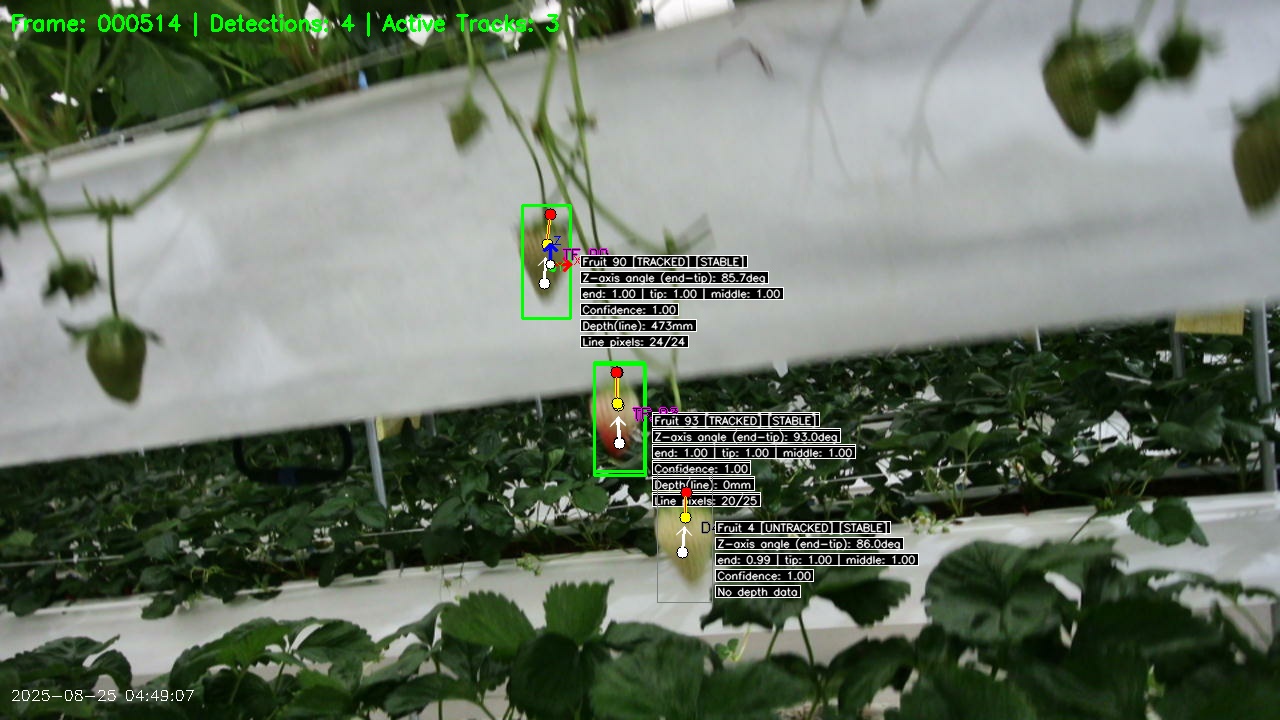 Frame: 000514 | Detections: 4 | Active Tracks: 3
Z
Fruit 90 [TRACKED] [STABLE]
Z-axis angle (end-tip): 85.7deg
end: 1.00 | tip: 1.00 | middle: 1.00
Confidence: 1.00
Depth(line): 473mm
Line pixels: 24/24
Fruit 93 [TRACKED] [STABLE]
Z-axis angle (end-tip): 93.0deg
end: 1.00 | tip: 1.00 | middle: 1.00
Confidence: 1.00
Depth(line): 0mm
Line pixels: 20/25
Fruit 4 [UNTRACKED] [STABLE]
Z-axis angle (end-tip): 86.0deg
end: 0.99 | tip: 1.00 | middle: 1.00
Confidence: 1.00
No depth data
2025-08-25 04:49:07